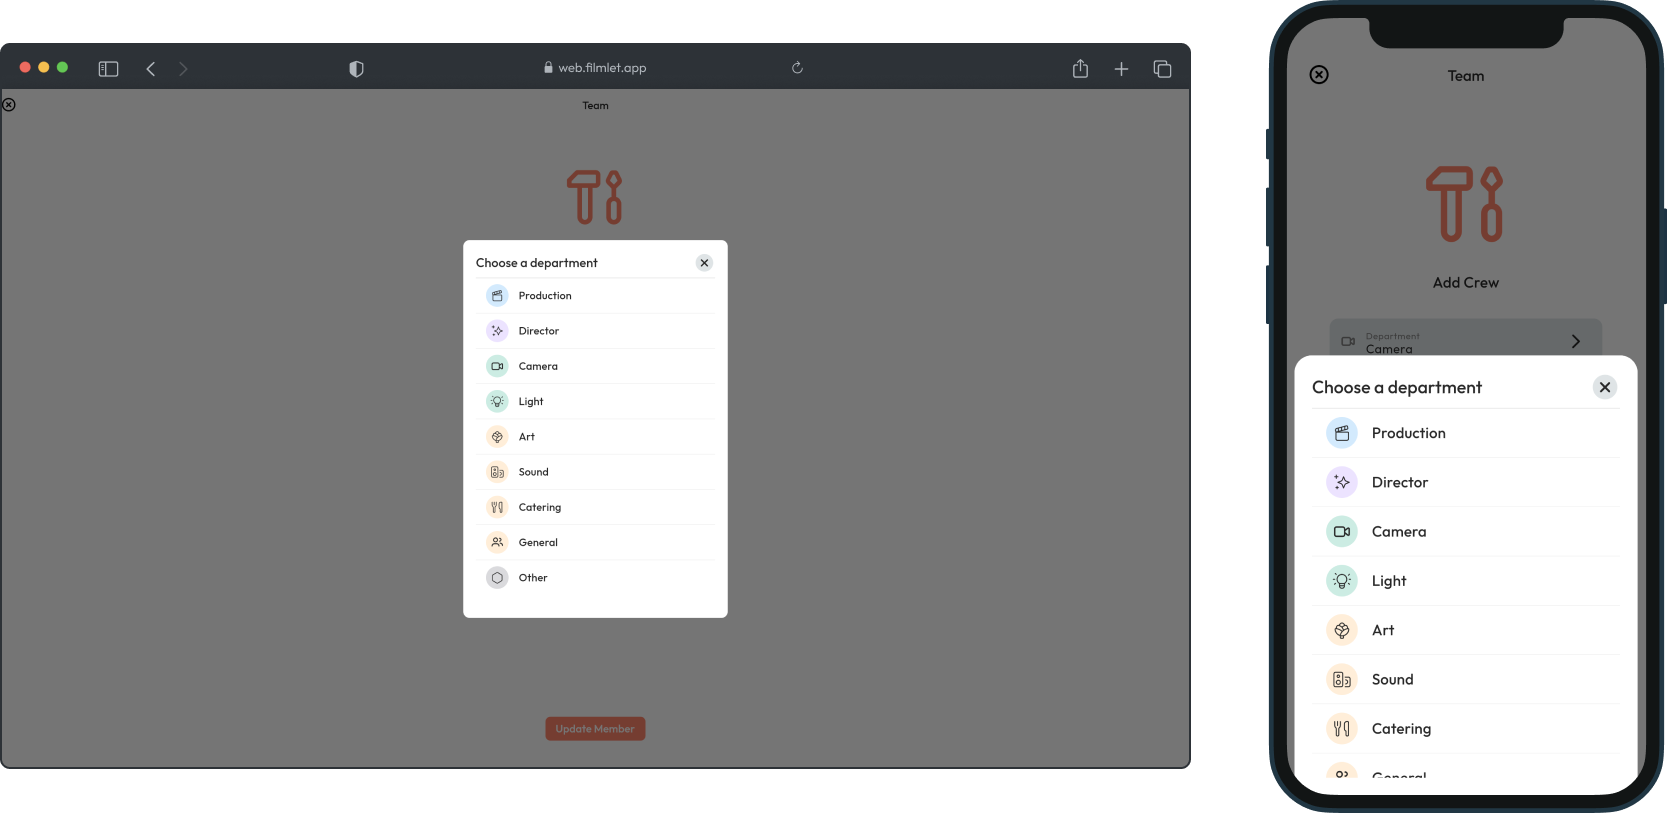 web.filmlet.app
Team
Choose a department
Production
Director
Camera
Light
Art
Sound
Catering
General
Other
Update Member
Team
Add Crew
Department
Camera
Choose a department
Production
Director
Camera
Light
Art
Sound
Catering
General